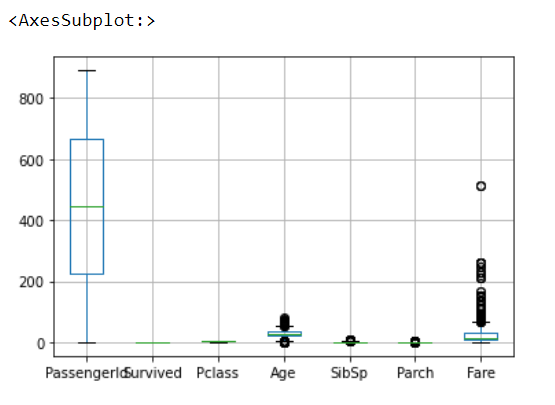 <AxesSubplot:>
800
600
400
200
0
PassengerId Survived Pclass Age SibSp Parch Fare